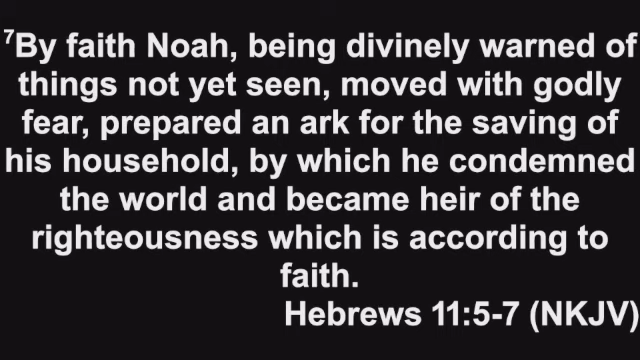 ⁷By faith Noah, being divinely warned of
things not yet seen, moved with godly
fear, prepared an ark for the saving of
his household, by which he condemned
the world and became heir of the
righteousness which is according to
faith.
Hebrews 11:5-7 (NKJV)